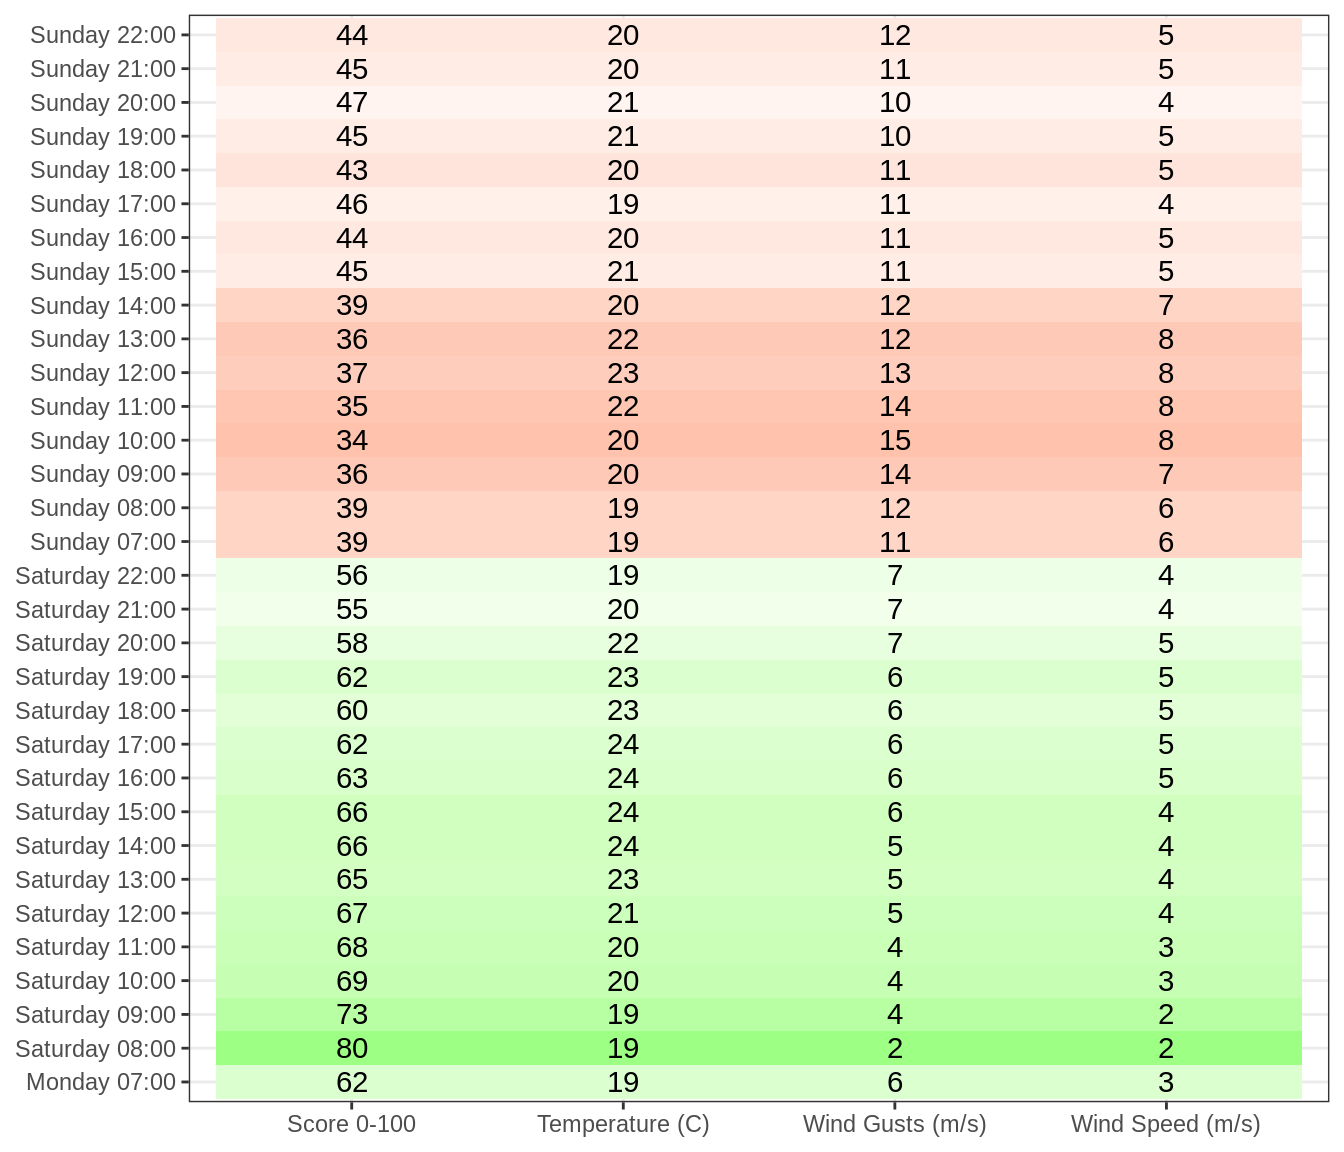 Sunday 22:00 44 20 12 5
Sunday 21:00 45 20 11 5
Sunday 20:00 47 21 10 4
Sunday 19:00 45 21 10 5
Sunday 18:00 43 20 11 5
Sunday 17:00 46 19 11 4
Sunday 16:00 44 20 11 5
Sunday 15:00 45 21 11 5
Sunday 14:00 39 20 12 7
Sunday 13:00 36 22 12 8
Sunday 12:00 37 23 13 8
Sunday 11:00 35 22 14 8
Sunday 10:00 34 20 15 8
Sunday 09:00 36 20 14 7
Sunday 08:00 39 19 12 6
Sunday 07:00 39 19 11 6
Saturday 22:00 56 19 7 4
Saturday 21:00 55 20 7 4
Saturday 20:00 58 22 7 5
Saturday 19:00 62 23 6 5
Saturday 18:00 60 23 6 5
Saturday 17:00 62 24 6 5
Saturday 16:00 63 24 6 5
Saturday 15:00 66 24 6 4
Saturday 14:00 66 24 5 4
Saturday 13:00 65 23 5 4
Saturday 12:00 67 21 5 4
Saturday 11:00 68 20 4 3
Saturday 10:00 69 20 4 3
Saturday 09:00 73 19 4 2
Saturday 08:00 80 19 2 2
Monday 07:00 62 19 6 3
Score 0-100 Temperature (C) Wind Gusts (m/s) Wind Speed (m/s)